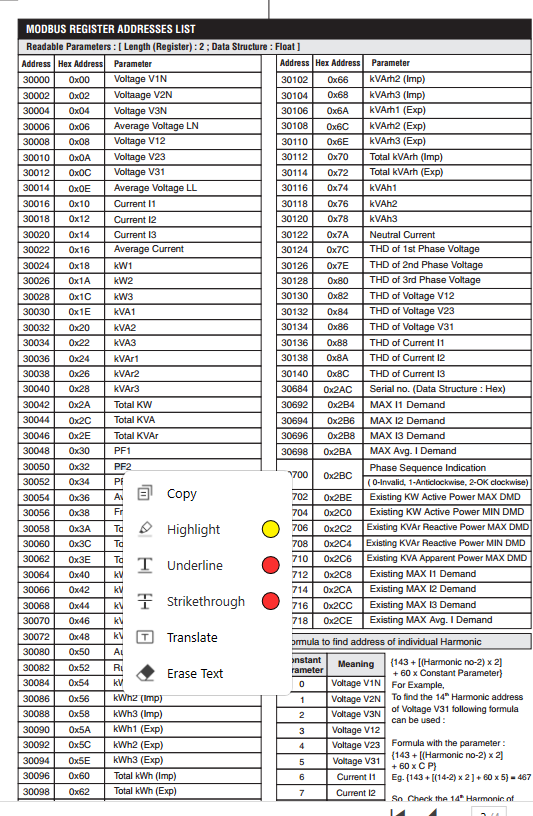 MODBUS REGISTER ADDRESSES LIST
Readable Parameters : [ Length (Register) : 2 ; Data Structure : Float ]
Address Hex Address Parameter
30000 0x00 Voltage V1N
30002 0x02 Voltaage V2N
30004 0x04 Voltage V3N
30006 0x06 Average Voltage LN
30008 0x08 Voltage V12
30010 0x0A Voltage V23
30012 0x0C Voltage V31
30014 0x0E Average Voltage LL
30016 0x10 Current I1
30018 0x12 Current I2
30020 0x14 Current I3
30022 0x16 Average Current
30024 0x18 kW1
30026 0x1A kW2
30028 0x1C kW3
30030 0x1E kVA1
30032 0x20 kVA2
30034 0x22 kVA3
30036 0x24 kVAr1
30038 0x26 kVAr2
30040 0x28 kVAr3
30042 0x2A Total KW
30044 0x2C Total KVA
30046 0x2E Total KVAr
30048 0x30 PF1
30050 0x32 PF2
30052 0x34
30054 0x36
30056 0x38
30058 0x3A
30060 0x3C
30062 0x3E
30064 0x40
30066 0x42
30068 0x44
30070 0x46
30072 0x48
30080 0x50
30082 0x52
30084 0x54
30086 0x56 kWh2 (Imp)
30088 0x58 kWh3 (Imp)
30090 0x5A kWh1 (Exp)
30092 0x5C kWh2 (Exp)
30094 0x5E kWh3 (Exp)
30096 0x60 Total kWh (Imp)
30098 0x62 Total kWh (Exp)
Copy
Highlight
Underline
Strikethrough
Translate
Erase Text
Address Hex Address Parameter
30102 0x66 kVArh2 (Imp)
30104 0x68 kVArh3 (Imp)
30106 0x6A kVArh1 (Exp)
30108 0x6C kVArh2 (Exp)
30110 0x6E kVArh3 (Exp)
30112 0x70 Total kVArh (Imp)
30114 0x72 Total kVArh (Exp)
30116 0x74 kVAh1
30118 0x76 kVAh2
30120 0x78 kVAh3
30122 0x7A Neutral Current
30124 0x7C THD of 1st Phase Voltage
30126 0x7E THD of 2nd Phase Voltage
30128 0x80 THD of 3rd Phase Voltage
30130 0x82 THD of Voltage V12
30132 0x84 THD of Voltage V23
30134 0x86 THD of Voltage V31
30136 0x88 THD of Current I1
30138 0x8A THD of Current I2
30140 0x8C THD of Current I3
30684 0x2AC Serial no. (Data Structure : Hex)
30692 0x2B4 MAX I1 Demand
30694 0x2B6 MAX I2 Demand
30696 0x2B8 MAX I3 Demand
30698 0x2BA MAX Avg. I Demand
0700 0x2BC Phase Sequence Indication
( 0-Invalid, 1-Anticlockwise, 2-OK clockwise)
702 0x2BE Existing KW Active Power MAX DMD
704 0x2C0 Existing KW Active Power MIN DMD
706 0x2C2 Existing KVAr Reactive Power MAX DMD
708 0x2C4 Existing KVAr Reactive Power MIN DMD
710 0x2C6 Existing KVA Apparent Power MAX DMD
712 0x2C8 Existing MAX I1 Demand
714 0x2CA Existing MAX I2 Demand
716 0x2CC Existing MAX I3 Demand
718 0x2CE Existing MAX Avg. I Demand
ormula to find address of individual Harmonic
Meaning
0 Voltage V1N
1 Voltage V2N
2 Voltage V3N
3 Voltage V12
4 Voltage V23
5 Voltage V31
6 Current I1
7 Current I2
{143 + [(Harmonic no-2) x 2]
+ 60 x Constant Parameter}
For Example,
To find the 14th Harmonic address
of Voltage V31 following formula
can be used :
Formula with the parameter :
{143 + [(Harmonic no-2) x 2]
+ 60 x C P}
Eg. {143 + [(14-2) x 2 ] + 60 x 5} = 467
So, Check the 14th Harmonic of